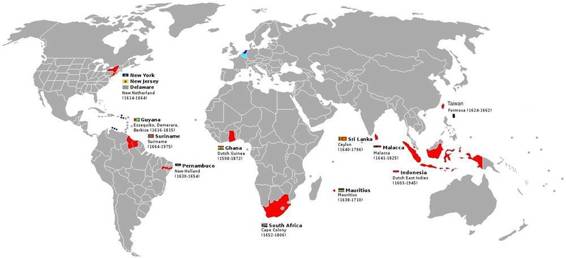 New York
New Jersey
Delaware
New Netherland
(1614-1664)
Guyana
Essequibo, Demerara,
Berbice (1616-1815)
Suriname
Suriname
(1664-1975)
Pernambuco
New Holland
(1630-1654)
Ghana
Dutch Guinea
(1598-1872)
South Africa
Cape Colony
(1652-1806)
Mauritius
Mauritius
(1638-1710)
Sri Lanka
Ceylon
(1640-1796)
Malacca
Malacca
(1641-1825)
Indonesia
Dutch East Indies
(1603-1945)
Taiwan
Formosa (1624-1662)